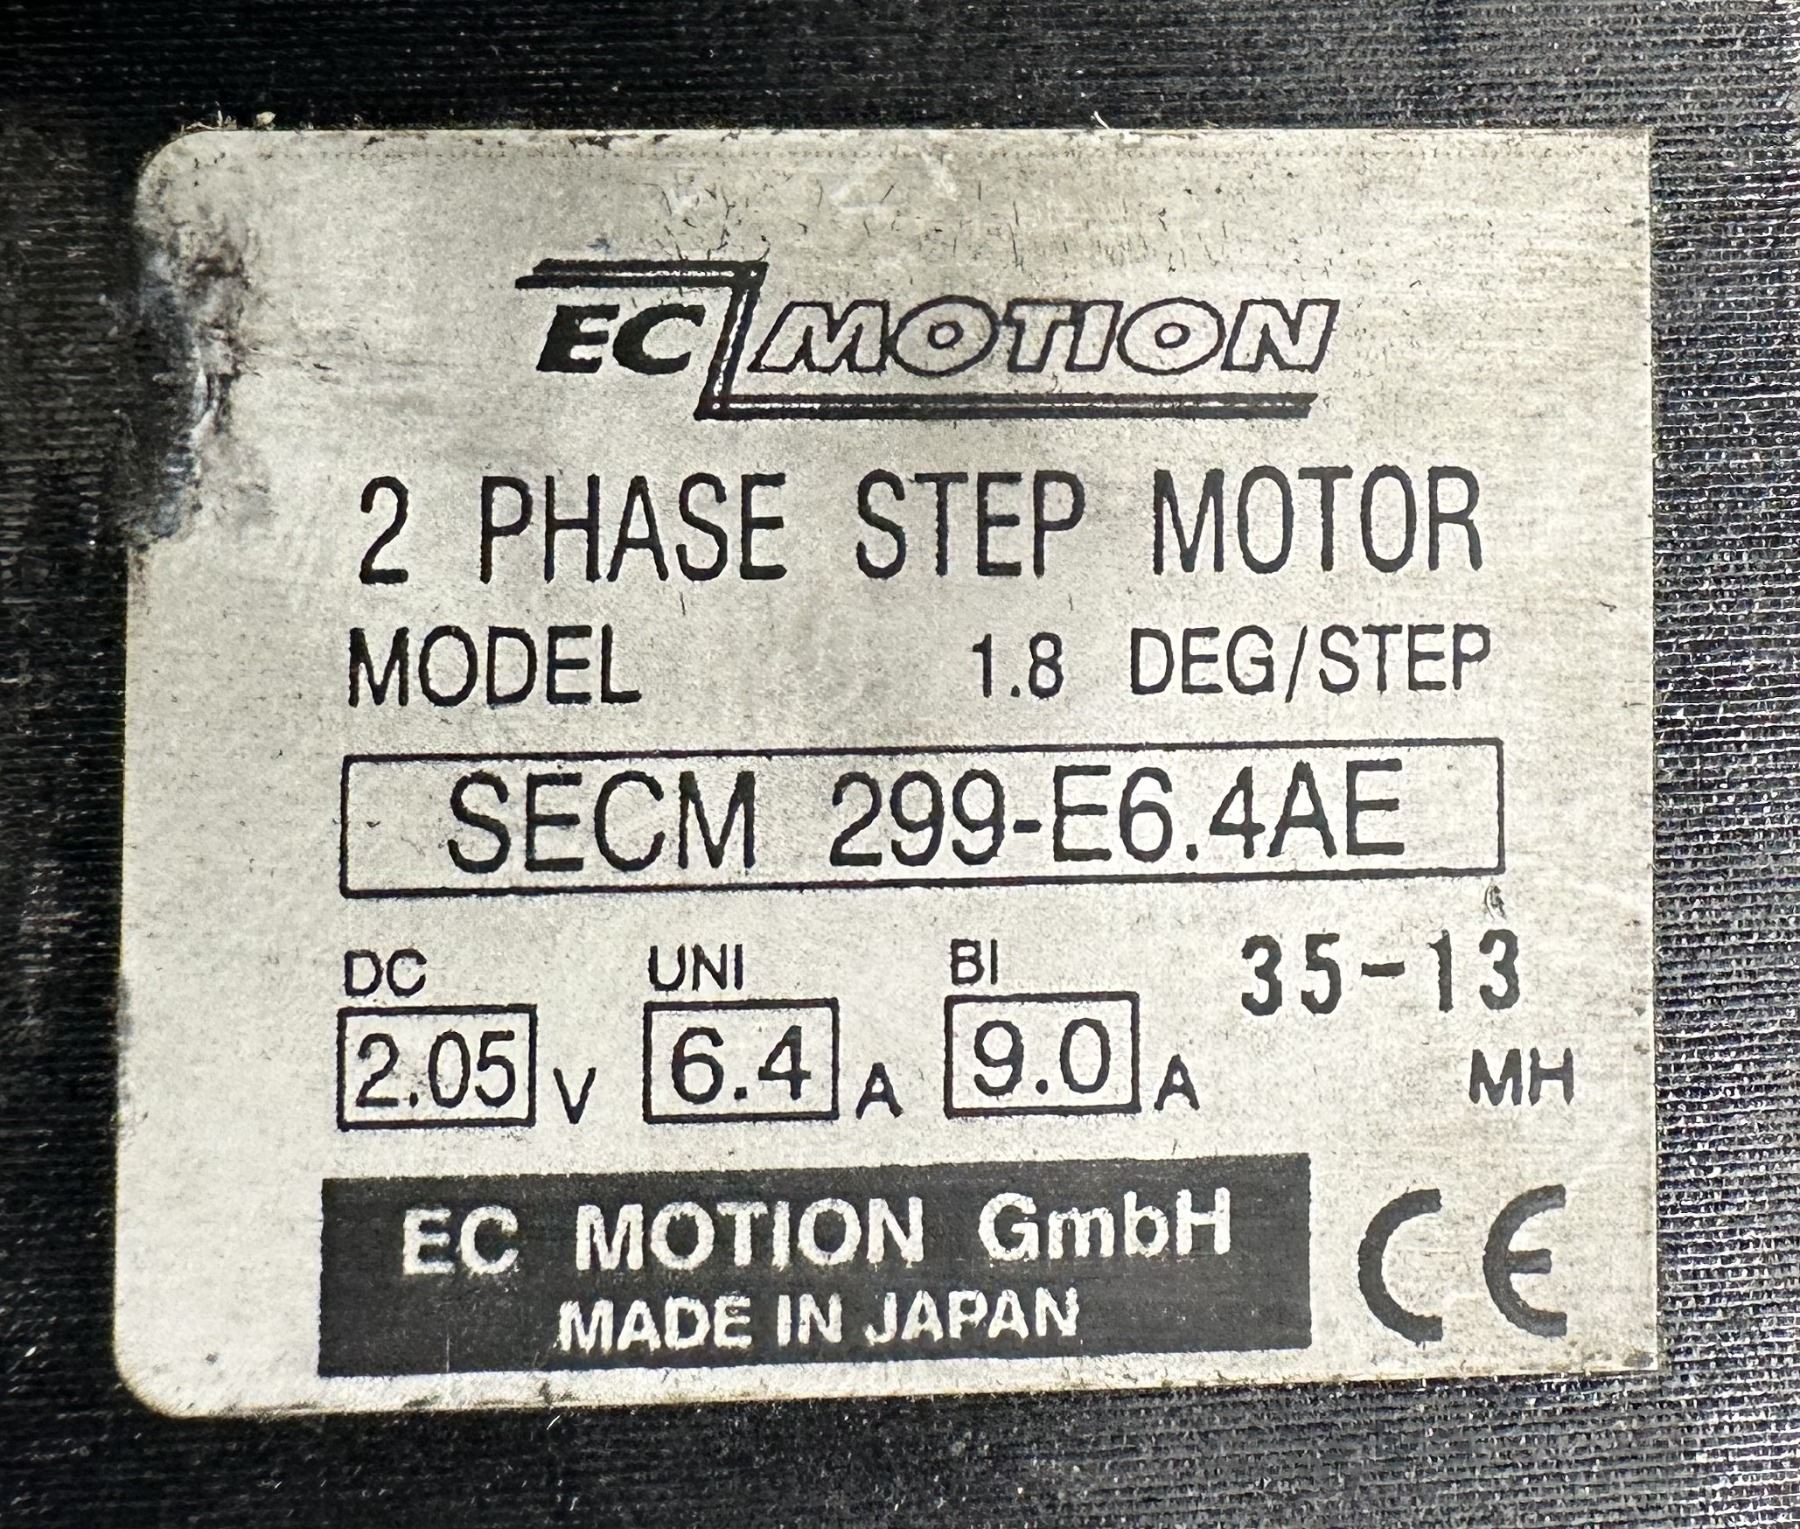 EC MOTION
2 PHASE STEP MOTOR
MODEL 1.8 DEG/STEP
SECM 299-E6.4AE
DC UNI BI 35-13
2.05 V 6.4 A 9.0 A MH
EC MOTION GmbH
MADE IN JAPAN
CE